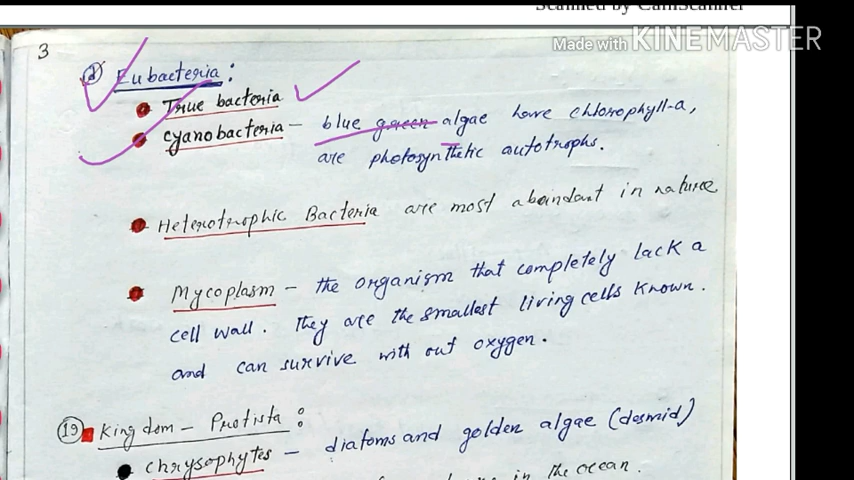 Scanned by CamScanner
Made with KINEMASTER
3
Eubacteria:
True bacteria
Cyanobacteria - blue green algae have chlorophyll-a,
are photosynthetic autotrophs.
Heterotrophic Bacteria are most abundant in nature
Mycoplasm - the organism that completely lack a
cell wall. They are the smallest living cells known.
and can survive with out oxygen.
19 Kingdom - Protista:
Chrysophytes - diatoms and golden algae (desmid)
in the ocean.